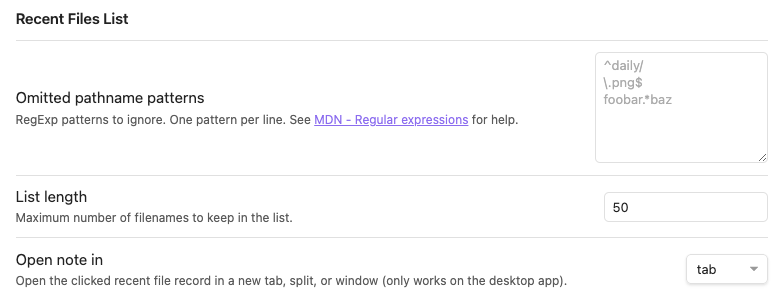 Recent Files List
Omitted pathname patterns
RegExp patterns to ignore. One pattern per line. See MDN - Regular expressions for help.
^daily/
\.png$
foobar.*baz
List length
Maximum number of filenames to keep in the list.
50
Open note in
Open the clicked recent file record in a new tab, split, or window (only works on the desktop app).
tab